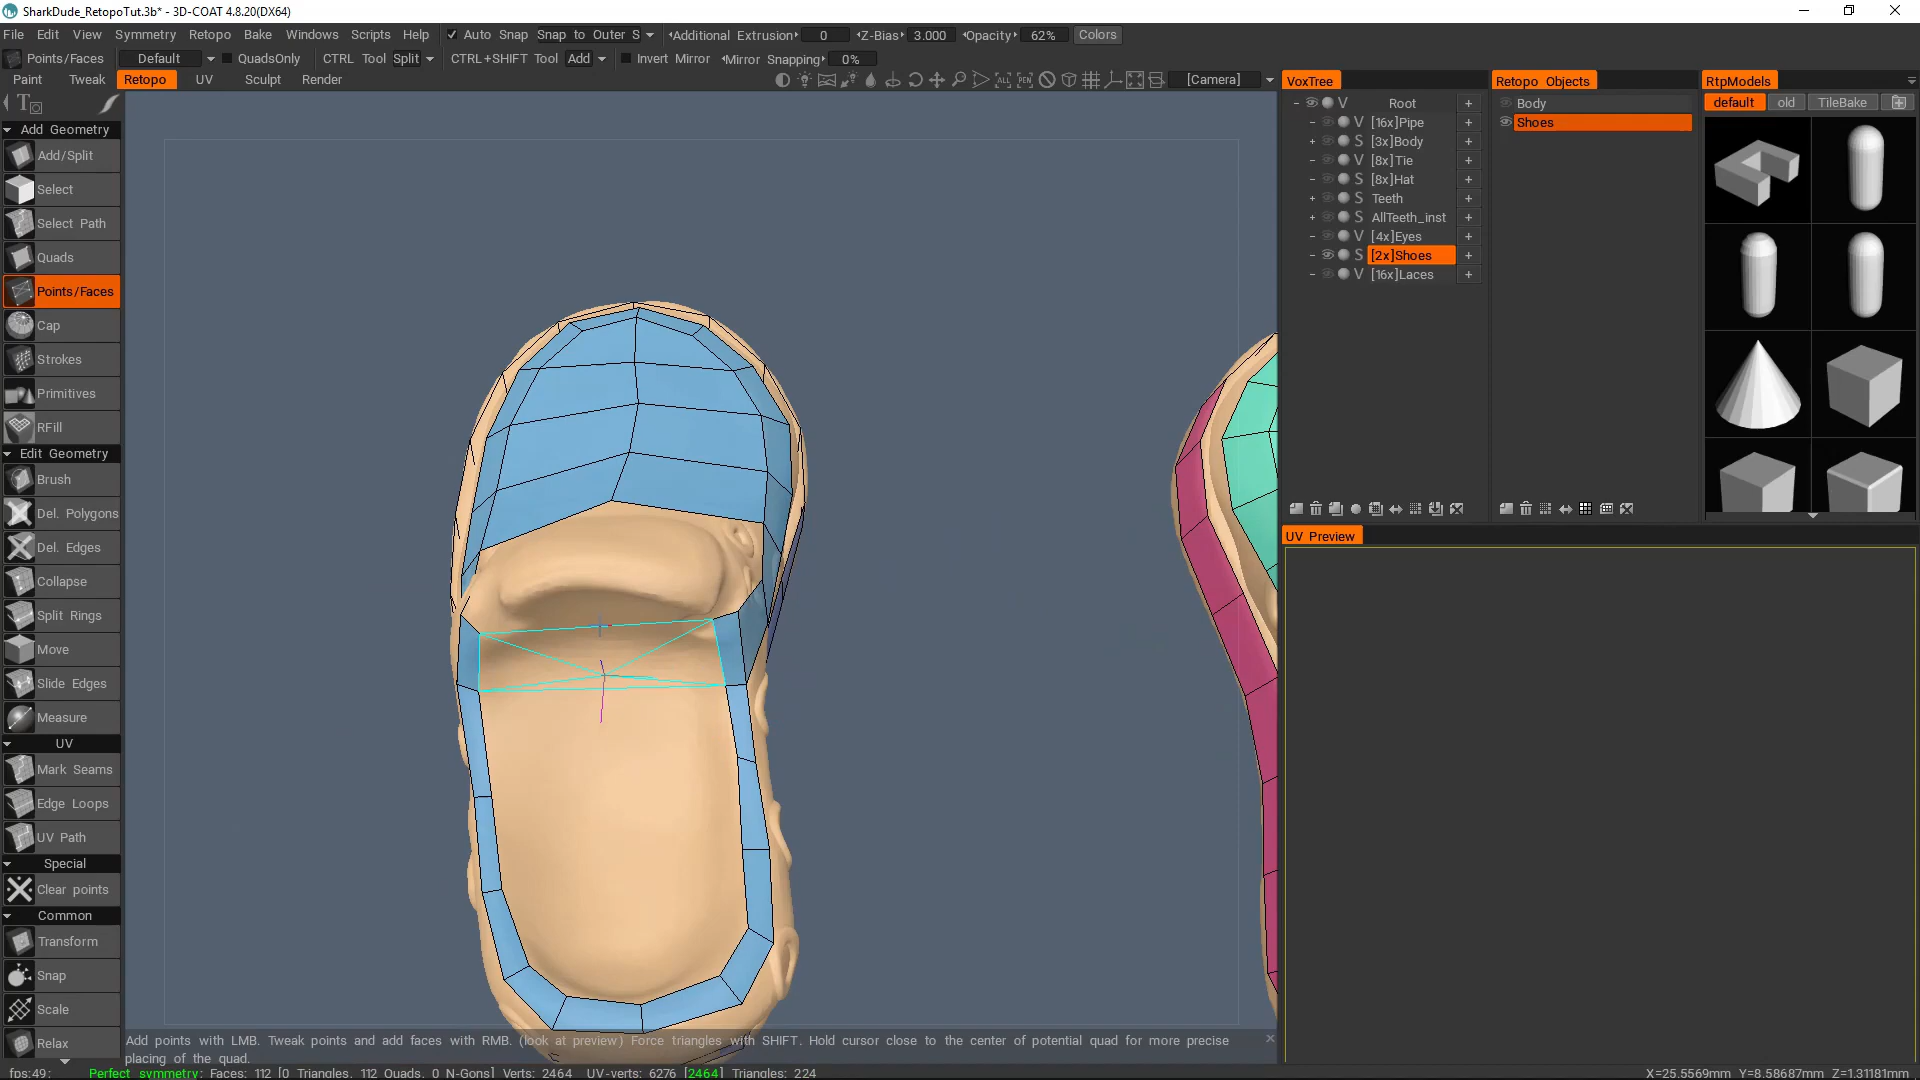 SharkDude_RetopoTut.3b* - 3D-COAT 4.8.20(DX64)
File Edit View Symmetry Retopo Bake Windows Scripts Help Auto Snap Snap to Outer S Additional Extrusion 0 Z-Bias 3.000 Opacity 62% Colors
Points/Faces Default QuadsOnly CTRL Tool Split CTRL+SHIFT Tool Add Invert Mirror Mirror Snapping 0%
Paint Tweak Retopo UV Sculpt Render [Camera]
Add Geometry
Add/Split
Select
Select Path
Quads
Points/Faces
Cap
Strokes
Primitives
RFill
Edit Geometry
Brush
Del. Polygons
Del. Edges
Collapse
Split Rings
Move
Slide Edges
Measure
UV
Mark Seams
Edge Loops
UV Path
Special
Clear points
Common
Transform
Snap
Scale
Relax
VoxTree
V Root +
V [16x]Pipe +
+ S [3x]Body +
V [8x]Tie +
S [8x]Hat +
+ S Teeth +
+ S AllTeeth_inst +
V [4x]Eyes +
S [2x]Shoes +
V [16x]Laces +
Retopo Objects
Body
Shoes
RtpModels
default old TileBake
UV Preview
Add points with LMB. Tweak points and add faces with RMB. (look at preview) Force triangles with SHIFT. Hold cursor close to the center of potential quad for more precise
placing of the quad.
fps:49; Perfect symmetry; Faces: 112 [0 Triangles, 112 Quads, 0 N-Gons] Verts: 2464 UV-verts: 6276 [2464] Triangles: 224
X=25.5569mm Y=8.58687mm Z=1.31181mm